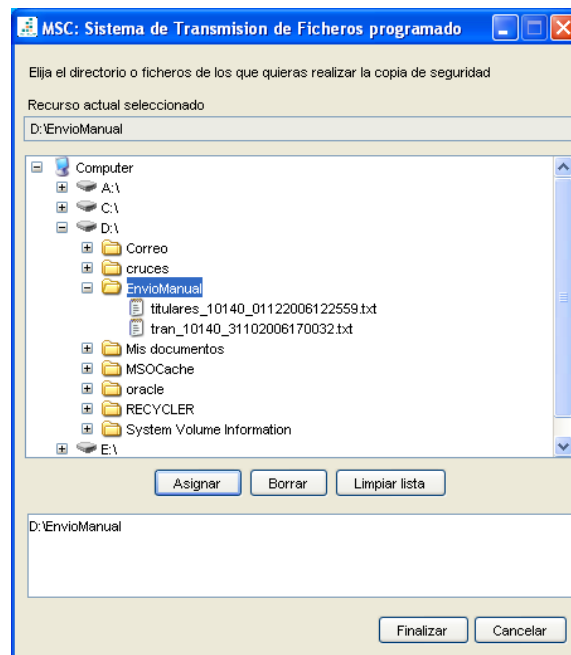 MSC: Sistema de Transmision de Ficheros programado
Elija el directorio o ficheros de los que quieras realizar la copia de seguridad
Recurso actual seleccionado
D:\EnvioManual
Computer
A:\
C:\
D:\
Correo
cruces
EnvioManual
titulares_10140_01122006122559.txt
tran_10140_31102006170032.txt
Mis documentos
MSOCache
oracle
RECYCLER
System Volume Information
E:\
Asignar Borrar Limpiar lista
D:\EnvioManual
Finalizar Cancelar